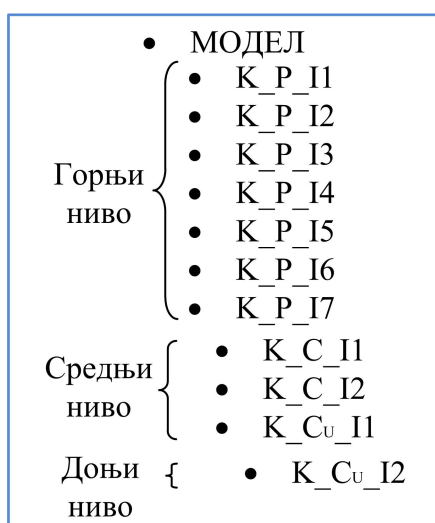 • МОДЕЛ
• K_P_I1
• K_P_I2
• K_P_I3
Горњи
• K_P_I4
ниво
• K_P_I5
• K_P_I6
• K_P_I7
• K_C_I1
Средњи
• K_C_I2
ниво
• K_CU_I1
Доњи
{ • K_CU_I2
ниво